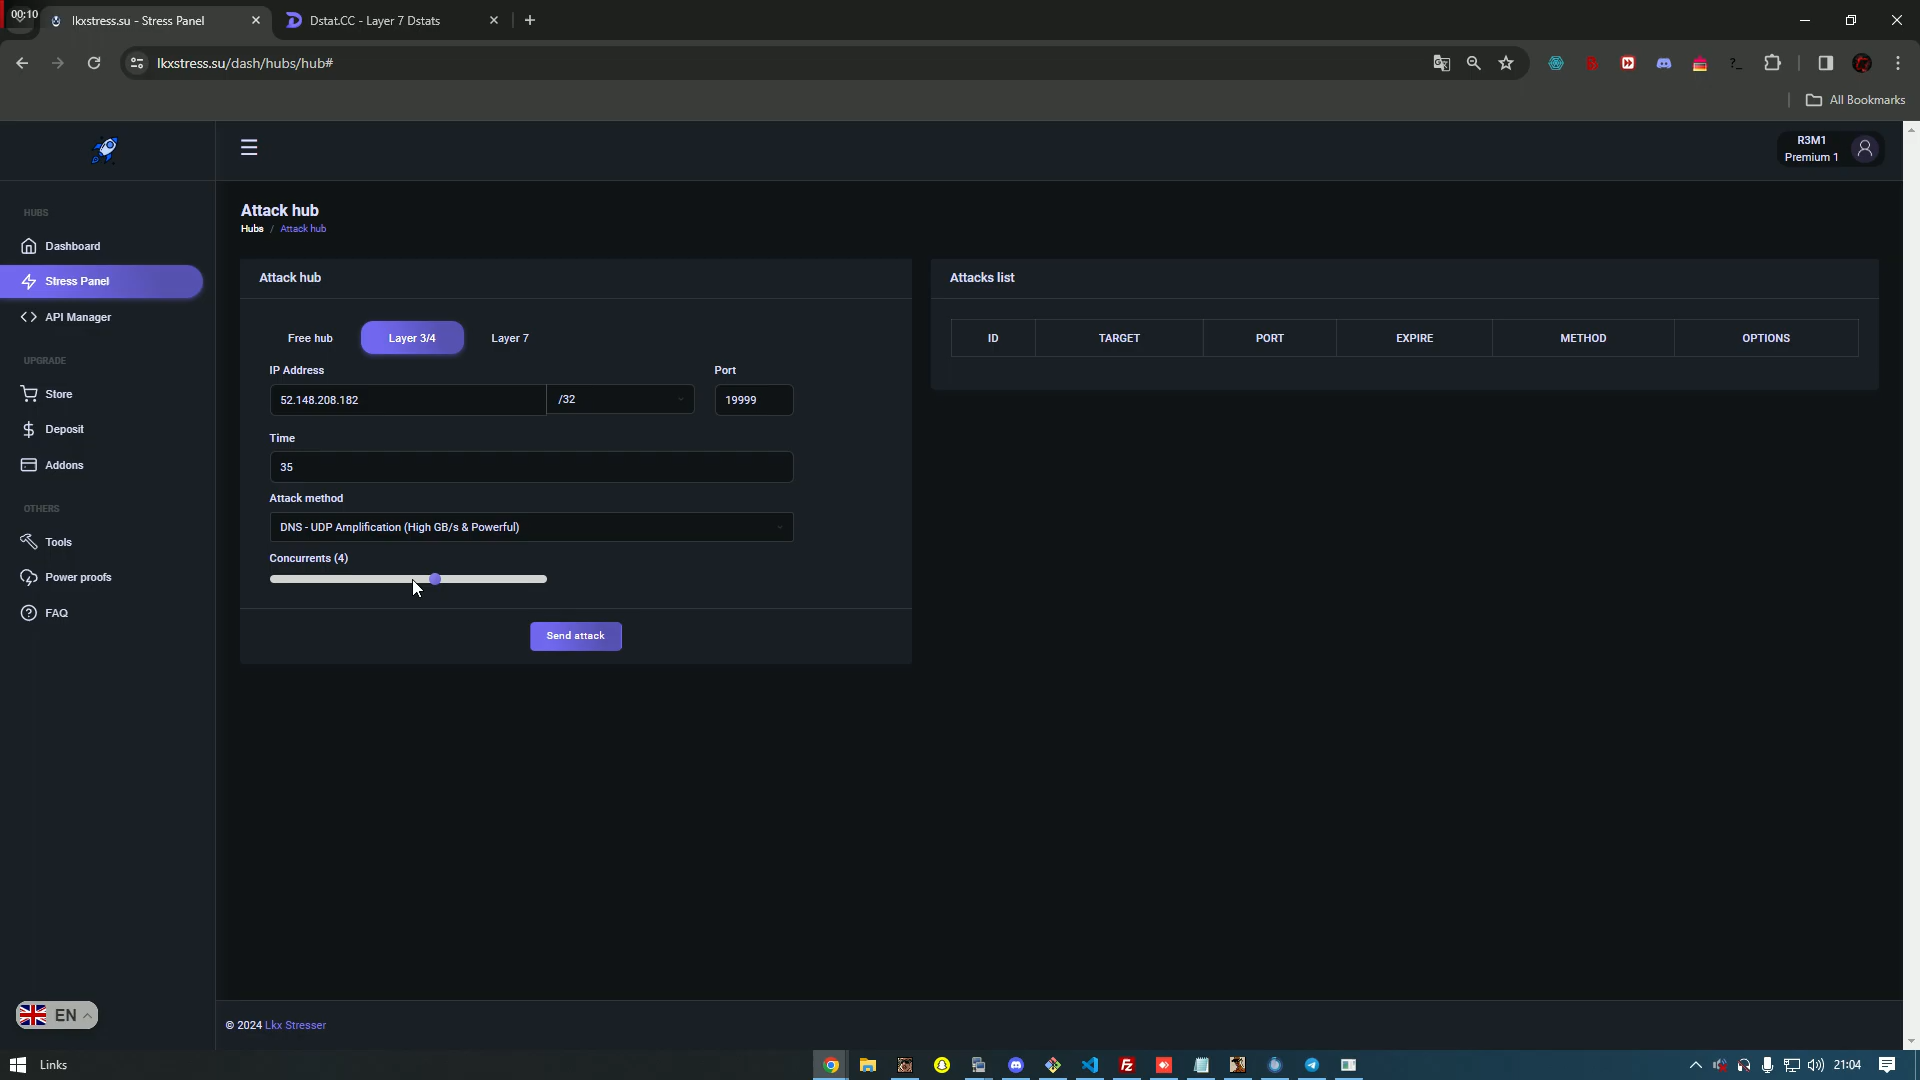 00:10
lkxstress.su - Stress Panel
Dstat.CC - Layer 7 Dstats
lkxstress.su/dash/hubs/hub#
All Bookmarks
R3M1
Premium 1
HUBS
Dashboard
Stress Panel
API Manager
UPGRADE
Store
Deposit
Addons
OTHERS
Tools
Power proofs
FAQ
EN
Attack hub
Hubs / Attack hub
Attack hub
Free hub
Layer 3/4
Layer 7
IP Address
Port
52.148.208.182
/32
19999
Time
35
Attack method
DNS - UDP Amplification (High GB/s & Powerful)
Concurrents (4)
Send attack
Attacks list
ID
TARGET
PORT
EXPIRE
METHOD
OPTIONS
© 2024 Lkx Stresser
Links
21:04